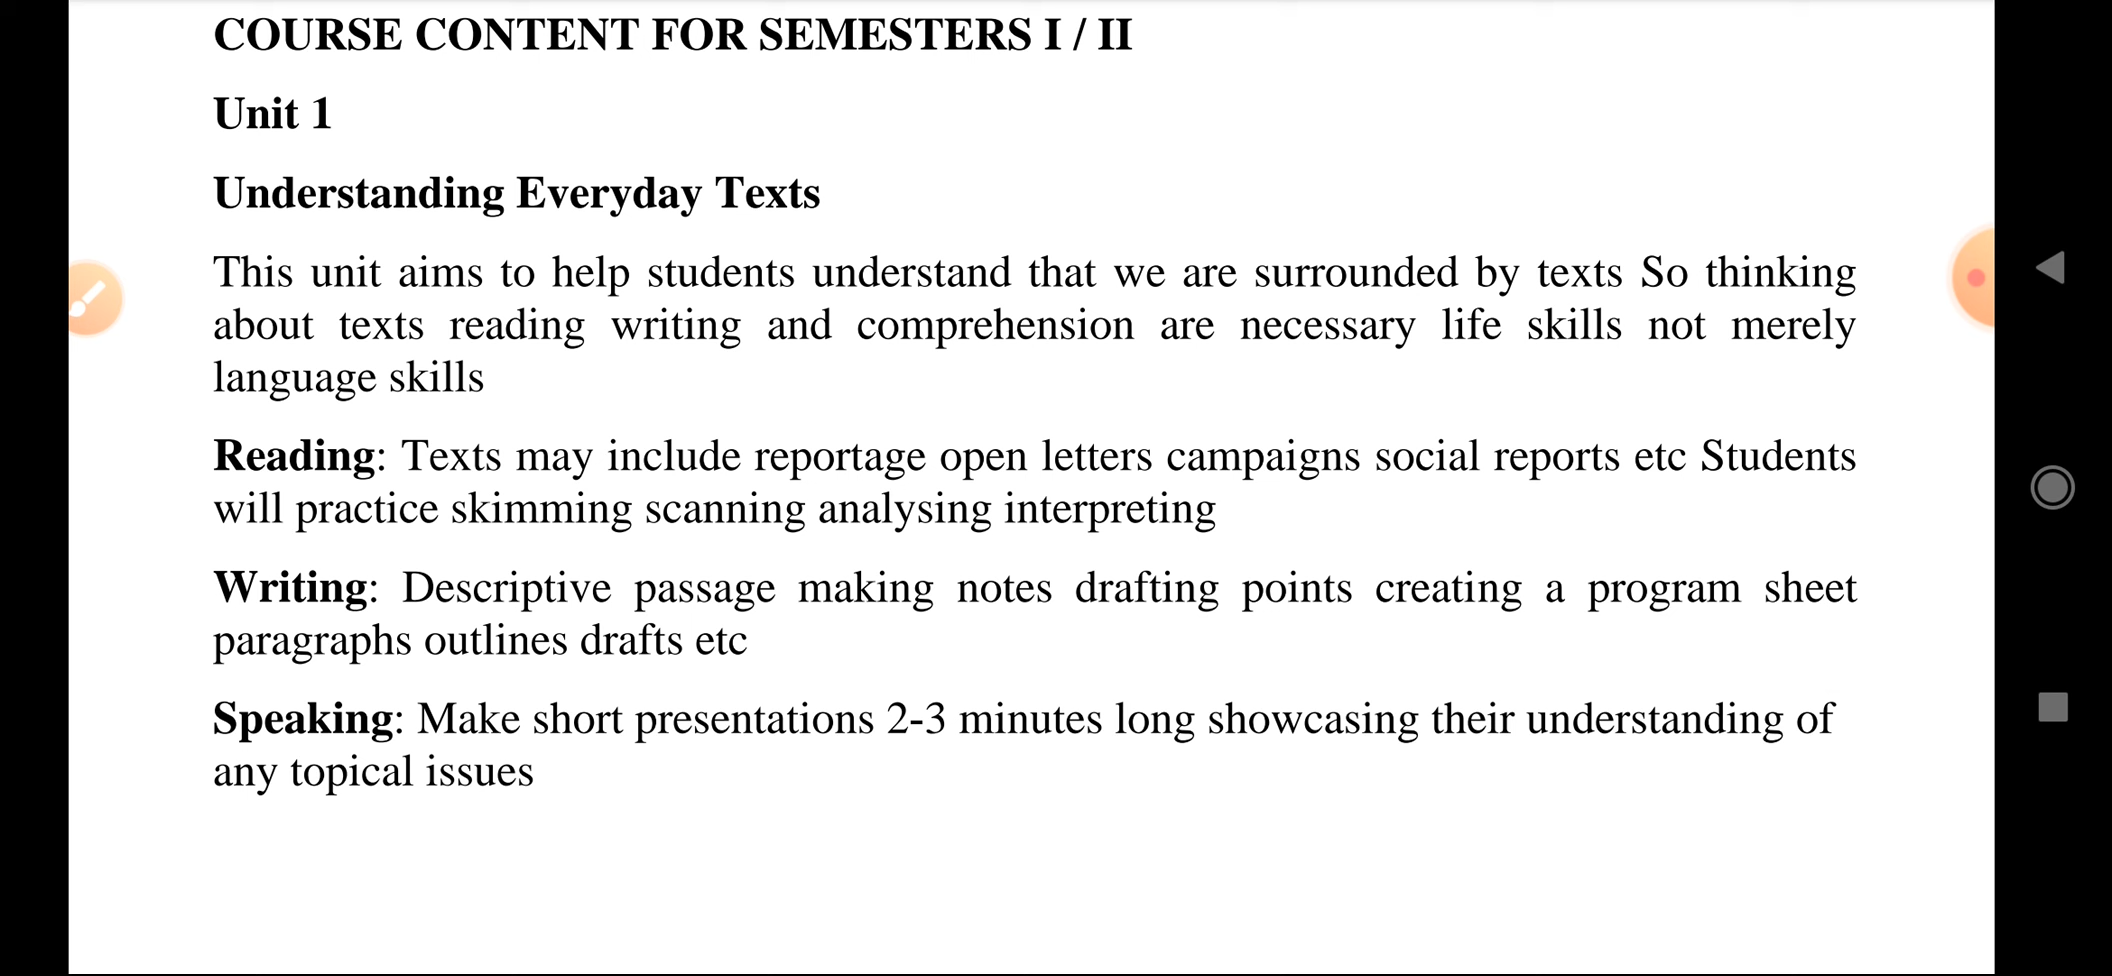 COURSE CONTENT FOR SEMESTERS I / II
Unit 1
Understanding Everyday Texts
This unit aims to help students understand that we are surrounded by texts So thinking
about texts reading writing and comprehension are necessary life skills not merely
language skills
Reading: Texts may include reportage open letters campaigns social reports etc Students
will practice skimming scanning analysing interpreting
Writing: Descriptive passage making notes drafting points creating a program sheet
paragraphs outlines drafts etc
Speaking: Make short presentations 2-3 minutes long showcasing their understanding of
any topical issues